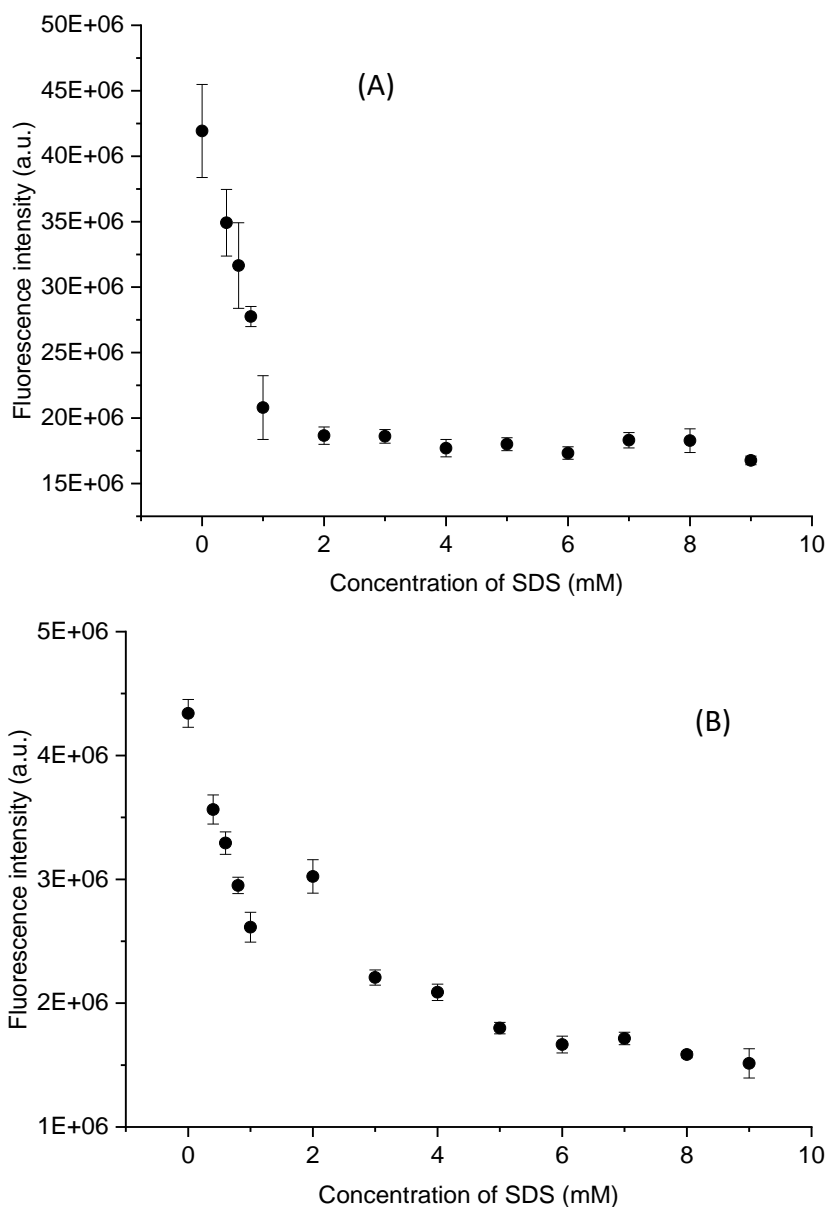 50E+06
(A)
45E+06
40E+06
35E+06
30E+06
25E+06
20E+06
15E+06
Fluorescence intensity (a.u.)
0 2 4 6 8 10
Concentration of SDS (mM)
5E+06
(B)
4E+06
3E+06
2E+06
1E+06
Fluorescence intensity (a.u.)
0 2 4 6 8 10
Concentration of SDS (mM)